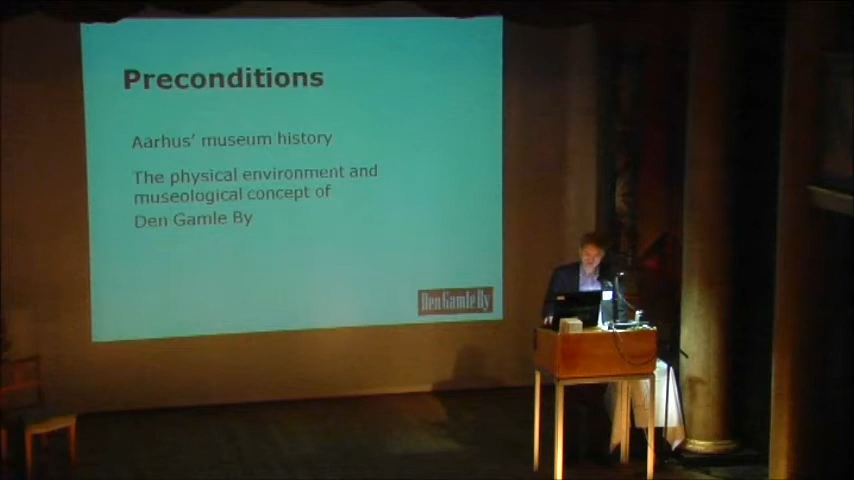 Preconditions
Aarhus’ museum history
The physical environment and
museological concept of
Den Gamle By
Den Gamle By